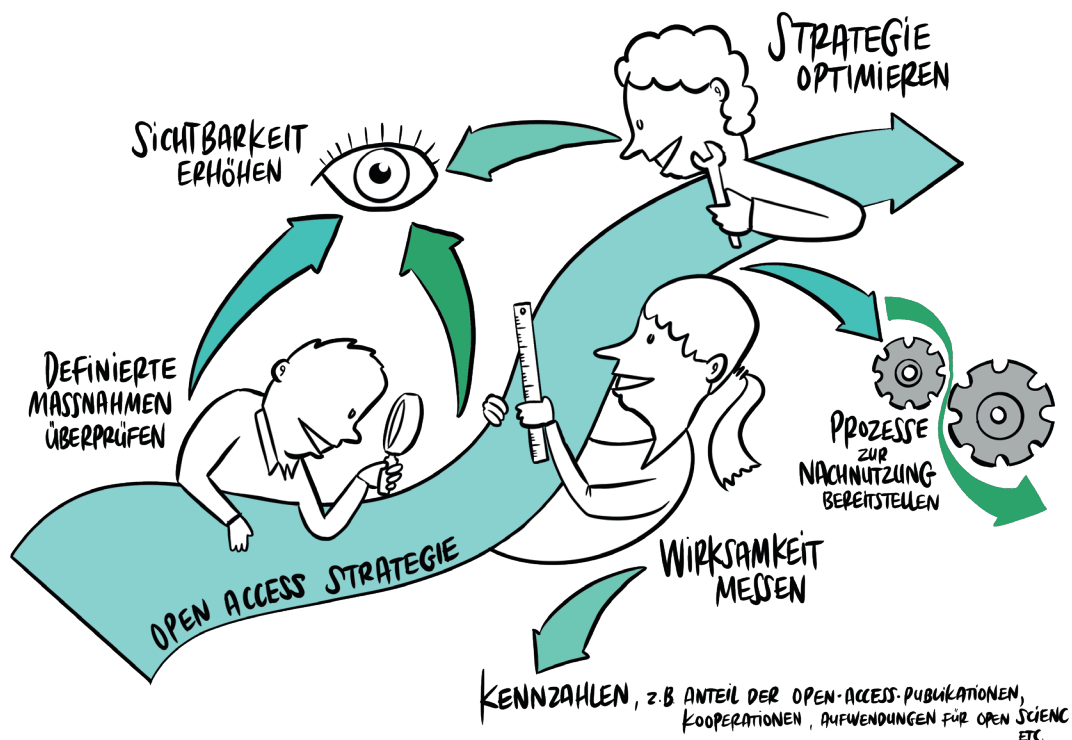 STRATEGIE
OPTIMIEREN
SICHTBARKEIT
ERHÖHEN
DEFINIERTE
MASSNAHMEN
ÜBERPRÜFEN
PROZESSE
ZUR
NACHNUTZUNG
BEREITSTELLEN
OPEN ACCESS STRATEGIE
WIRKSAMKEIT
MESSEN
KENNZAHLEN, Z.B. ANTEIL DER OPEN-ACCESS-PUBLIKATIONEN,
KOOPERATIONEN, AUFWENDUNGEN FÜR OPEN SCIENC
ETC.